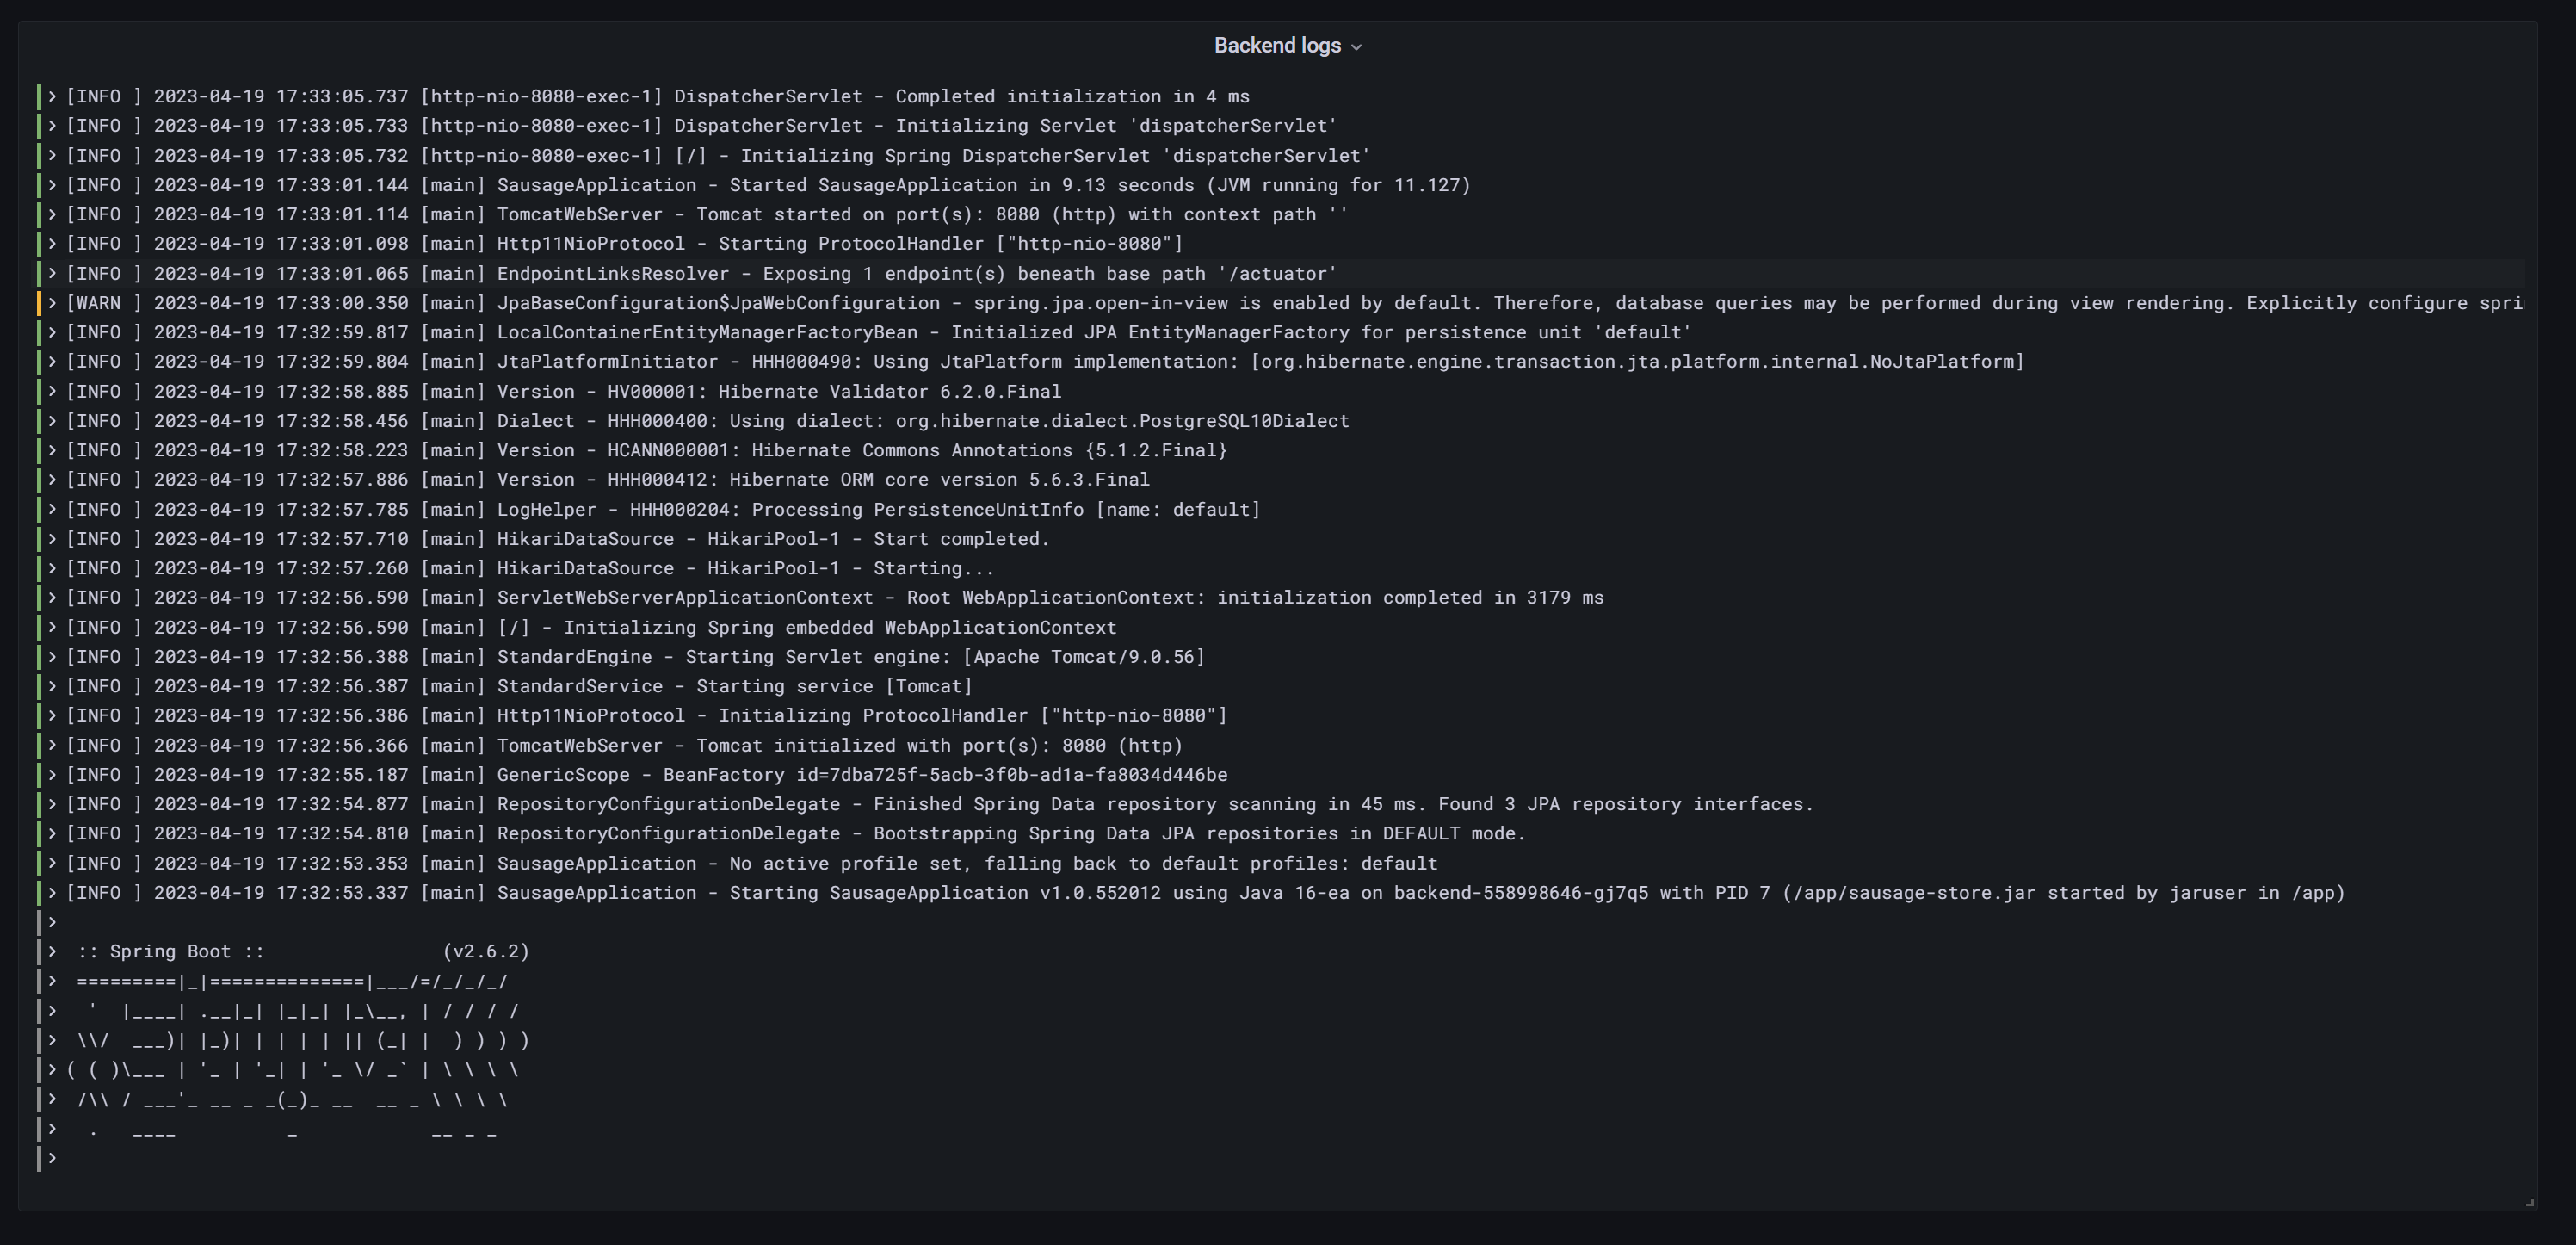 Backend logs
[INFO ] 2023-04-19 17:33:05.737 [http-nio-8080-exec-1] DispatcherServlet - Completed initialization in 4 ms
[INFO ] 2023-04-19 17:33:05.733 [http-nio-8080-exec-1] DispatcherServlet - Initializing Servlet 'dispatcherServlet'
[INFO ] 2023-04-19 17:33:05.732 [http-nio-8080-exec-1] [/] - Initializing Spring DispatcherServlet 'dispatcherServlet'
[INFO ] 2023-04-19 17:33:01.144 [main] SausageApplication - Started SausageApplication in 9.13 seconds (JVM running for 11.127)
[INFO ] 2023-04-19 17:33:01.114 [main] TomcatWebServer - Tomcat started on port(s): 8080 (http) with context path ''
[INFO ] 2023-04-19 17:33:01.098 [main] Http11NioProtocol - Starting ProtocolHandler ["http-nio-8080"]
[INFO ] 2023-04-19 17:33:01.065 [main] EndpointLinksResolver - Exposing 1 endpoint(s) beneath base path '/actuator'
[WARN ] 2023-04-19 17:33:00.350 [main] JpaBaseConfiguration$JpaWebConfiguration - spring.jpa.open-in-view is enabled by default. Therefore, database queries may be performed during view rendering. Explicitly configure spri
[INFO ] 2023-04-19 17:32:59.817 [main] LocalContainerEntityManagerFactoryBean - Initialized JPA EntityManagerFactory for persistence unit 'default'
[INFO ] 2023-04-19 17:32:59.804 [main] JtaPlatformInitiator - HHH000490: Using JtaPlatform implementation: [org.hibernate.engine.transaction.jta.platform.internal.NoJtaPlatform]
[INFO ] 2023-04-19 17:32:58.885 [main] Version - HV000001: Hibernate Validator 6.2.0.Final
[INFO ] 2023-04-19 17:32:58.456 [main] Dialect - HHH000400: Using dialect: org.hibernate.dialect.PostgreSQL10Dialect
[INFO ] 2023-04-19 17:32:58.223 [main] Version - HCANN000001: Hibernate Commons Annotations {5.1.2.Final}
[INFO ] 2023-04-19 17:32:57.886 [main] Version - HHH000412: Hibernate ORM core version 5.6.3.Final
[INFO ] 2023-04-19 17:32:57.785 [main] LogHelper - HHH000204: Processing PersistenceUnitInfo [name: default]
[INFO ] 2023-04-19 17:32:57.710 [main] HikariDataSource - HikariPool-1 - Start completed.
[INFO ] 2023-04-19 17:32:57.260 [main] HikariDataSource - HikariPool-1 - Starting...
[INFO ] 2023-04-19 17:32:56.590 [main] ServletWebServerApplicationContext - Root WebApplicationContext: initialization completed in 3179 ms
[INFO ] 2023-04-19 17:32:56.590 [main] [/] - Initializing Spring embedded WebApplicationContext
[INFO ] 2023-04-19 17:32:56.388 [main] StandardEngine - Starting Servlet engine: [Apache Tomcat/9.0.56]
[INFO ] 2023-04-19 17:32:56.387 [main] StandardService - Starting service [Tomcat]
[INFO ] 2023-04-19 17:32:56.386 [main] Http11NioProtocol - Initializing ProtocolHandler ["http-nio-8080"]
[INFO ] 2023-04-19 17:32:56.366 [main] TomcatWebServer - Tomcat initialized with port(s): 8080 (http)
[INFO ] 2023-04-19 17:32:55.187 [main] GenericScope - BeanFactory id=7dba725f-5acb-3f0b-ad1a-fa8034d446be
[INFO ] 2023-04-19 17:32:54.877 [main] RepositoryConfigurationDelegate - Finished Spring Data repository scanning in 45 ms. Found 3 JPA repository interfaces.
[INFO ] 2023-04-19 17:32:54.810 [main] RepositoryConfigurationDelegate - Bootstrapping Spring Data JPA repositories in DEFAULT mode.
[INFO ] 2023-04-19 17:32:53.353 [main] SausageApplication - No active profile set, falling back to default profiles: default
[INFO ] 2023-04-19 17:32:53.337 [main] SausageApplication - Starting SausageApplication v1.0.552012 using Java 16-ea on backend-558998646-gj7q5 with PID 7 (/app/sausage-store.jar started by jaruser in /app)
 :: Spring Boot ::                (v2.6.2)
 =========|_|==============|___/=/_/_/_/
  '  |____| .__|_| |_|_| |_\__, | / / / /
 \\/  ___)| |_)| | | | | || (_| |  ) ) ) )
( ( )\___ | '_ | '_| | '_ \/ _` | \ \ \ \
 /\\ / ___'_ __ _ _(_)_ __  __ _ \ \ \ \
  .   ____          _            __ _ _